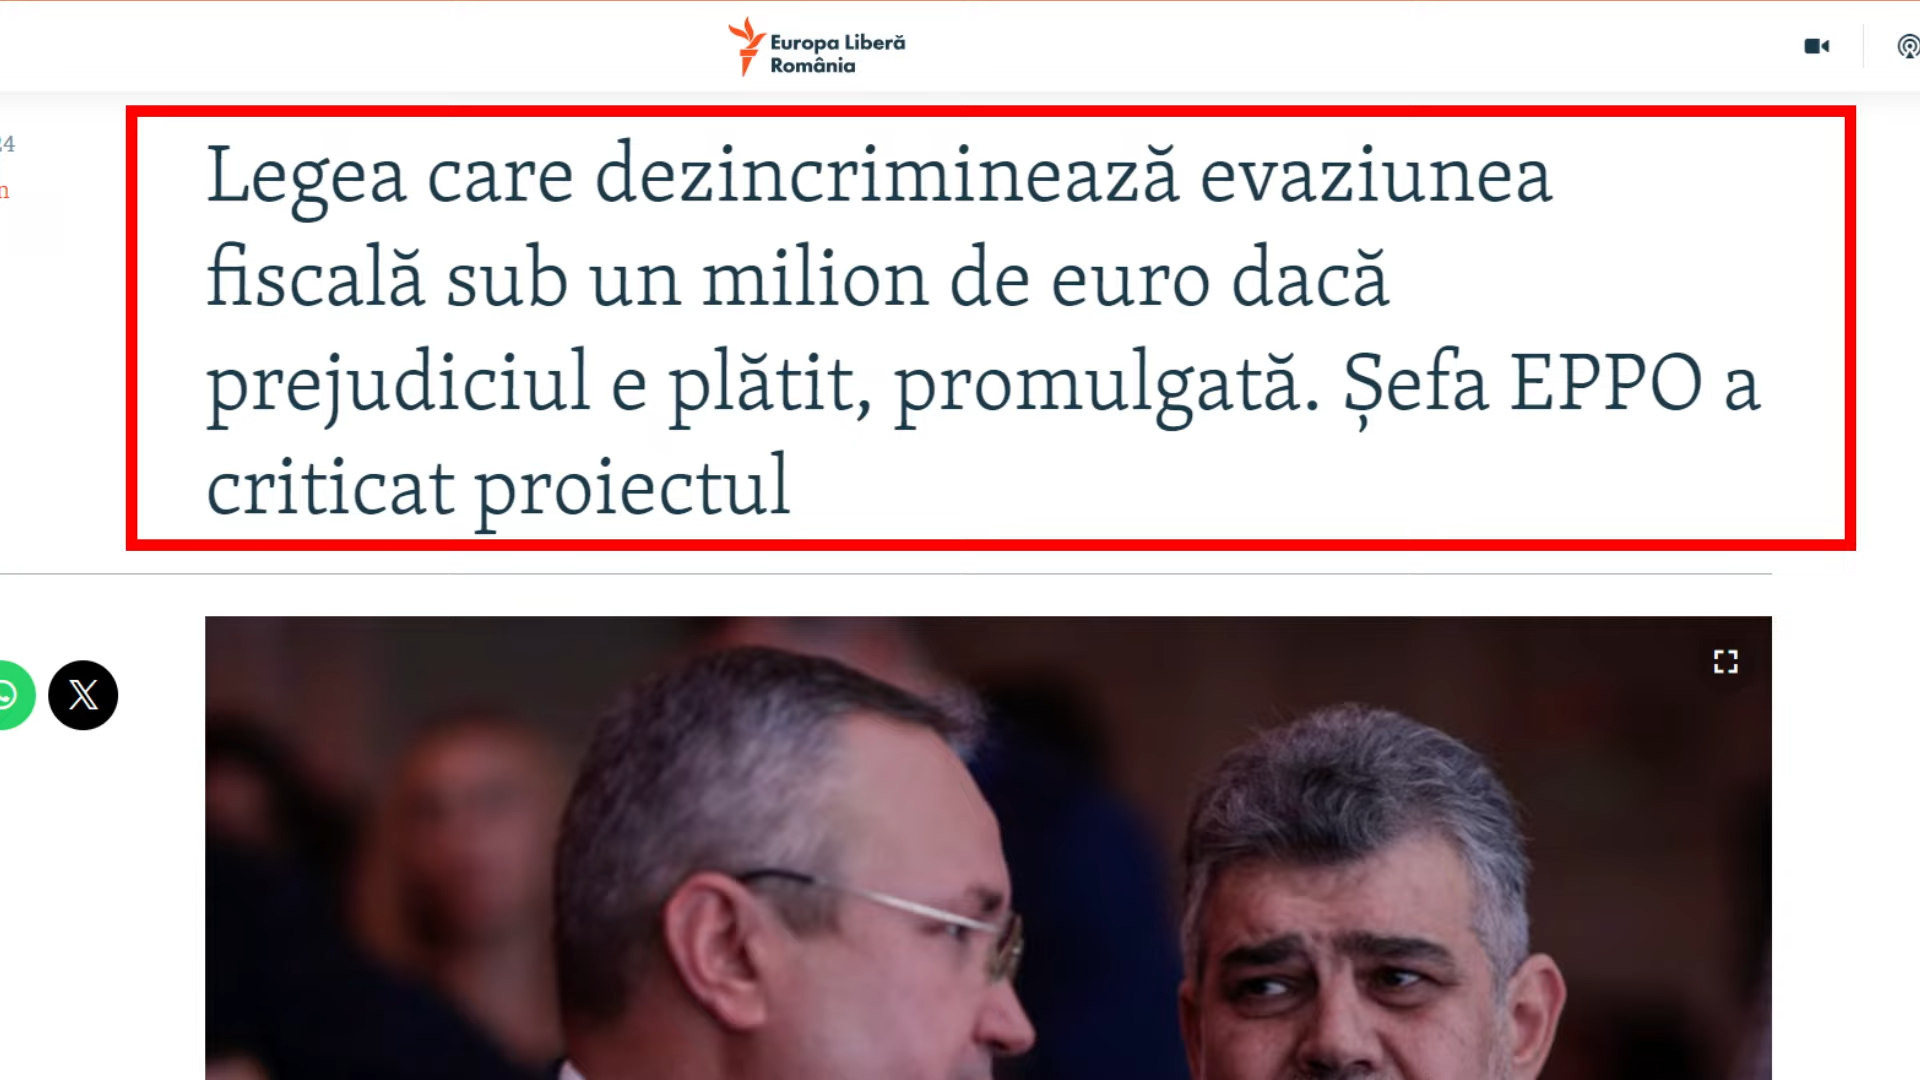 Europa Liberă
România
24
n
Legea care dezincriminează evaziunea
fiscală sub un milion de euro dacă
prejudiciul e plătit, promulgată. Șefa EPPO a
criticat proiectul